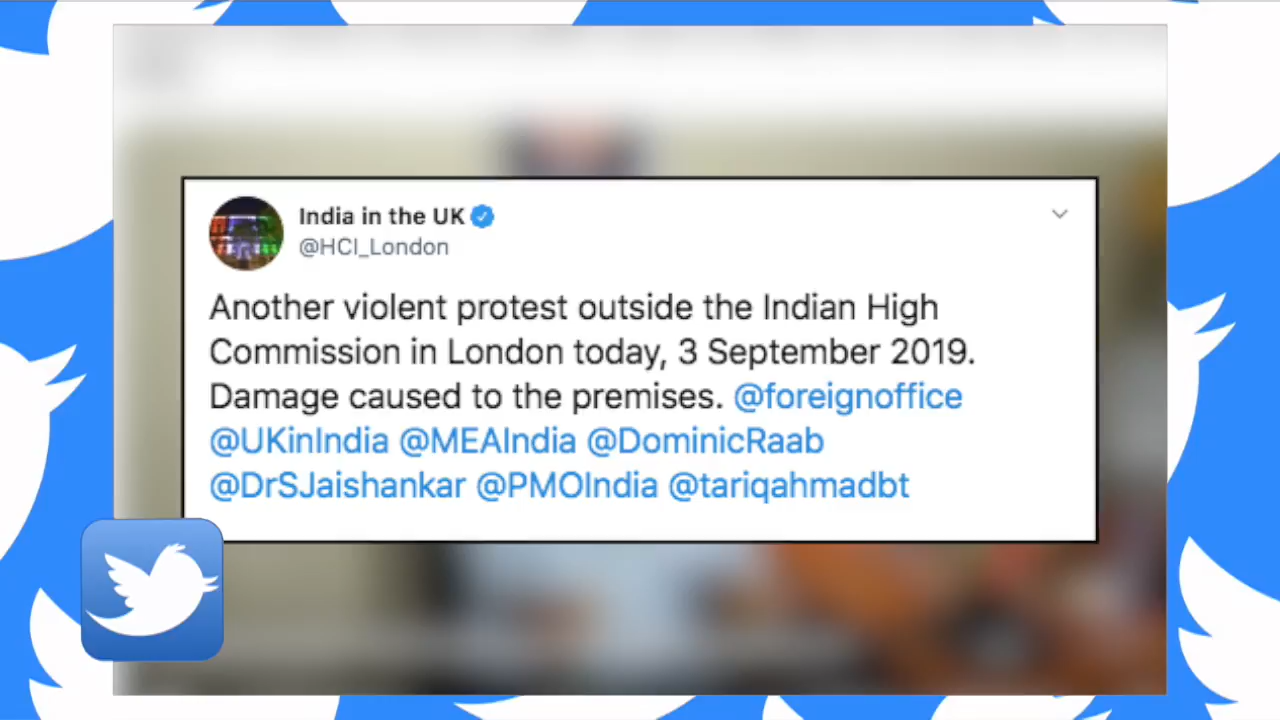 India in the UK
@HCI_London
Another violent protest outside the Indian High
Commission in London today, 3 September 2019.
Damage caused to the premises. @foreignoffice
@UKinIndia @MEAIndia @DominicRaab
@DrSJaishankar @PMOIndia @tariqahmadbt